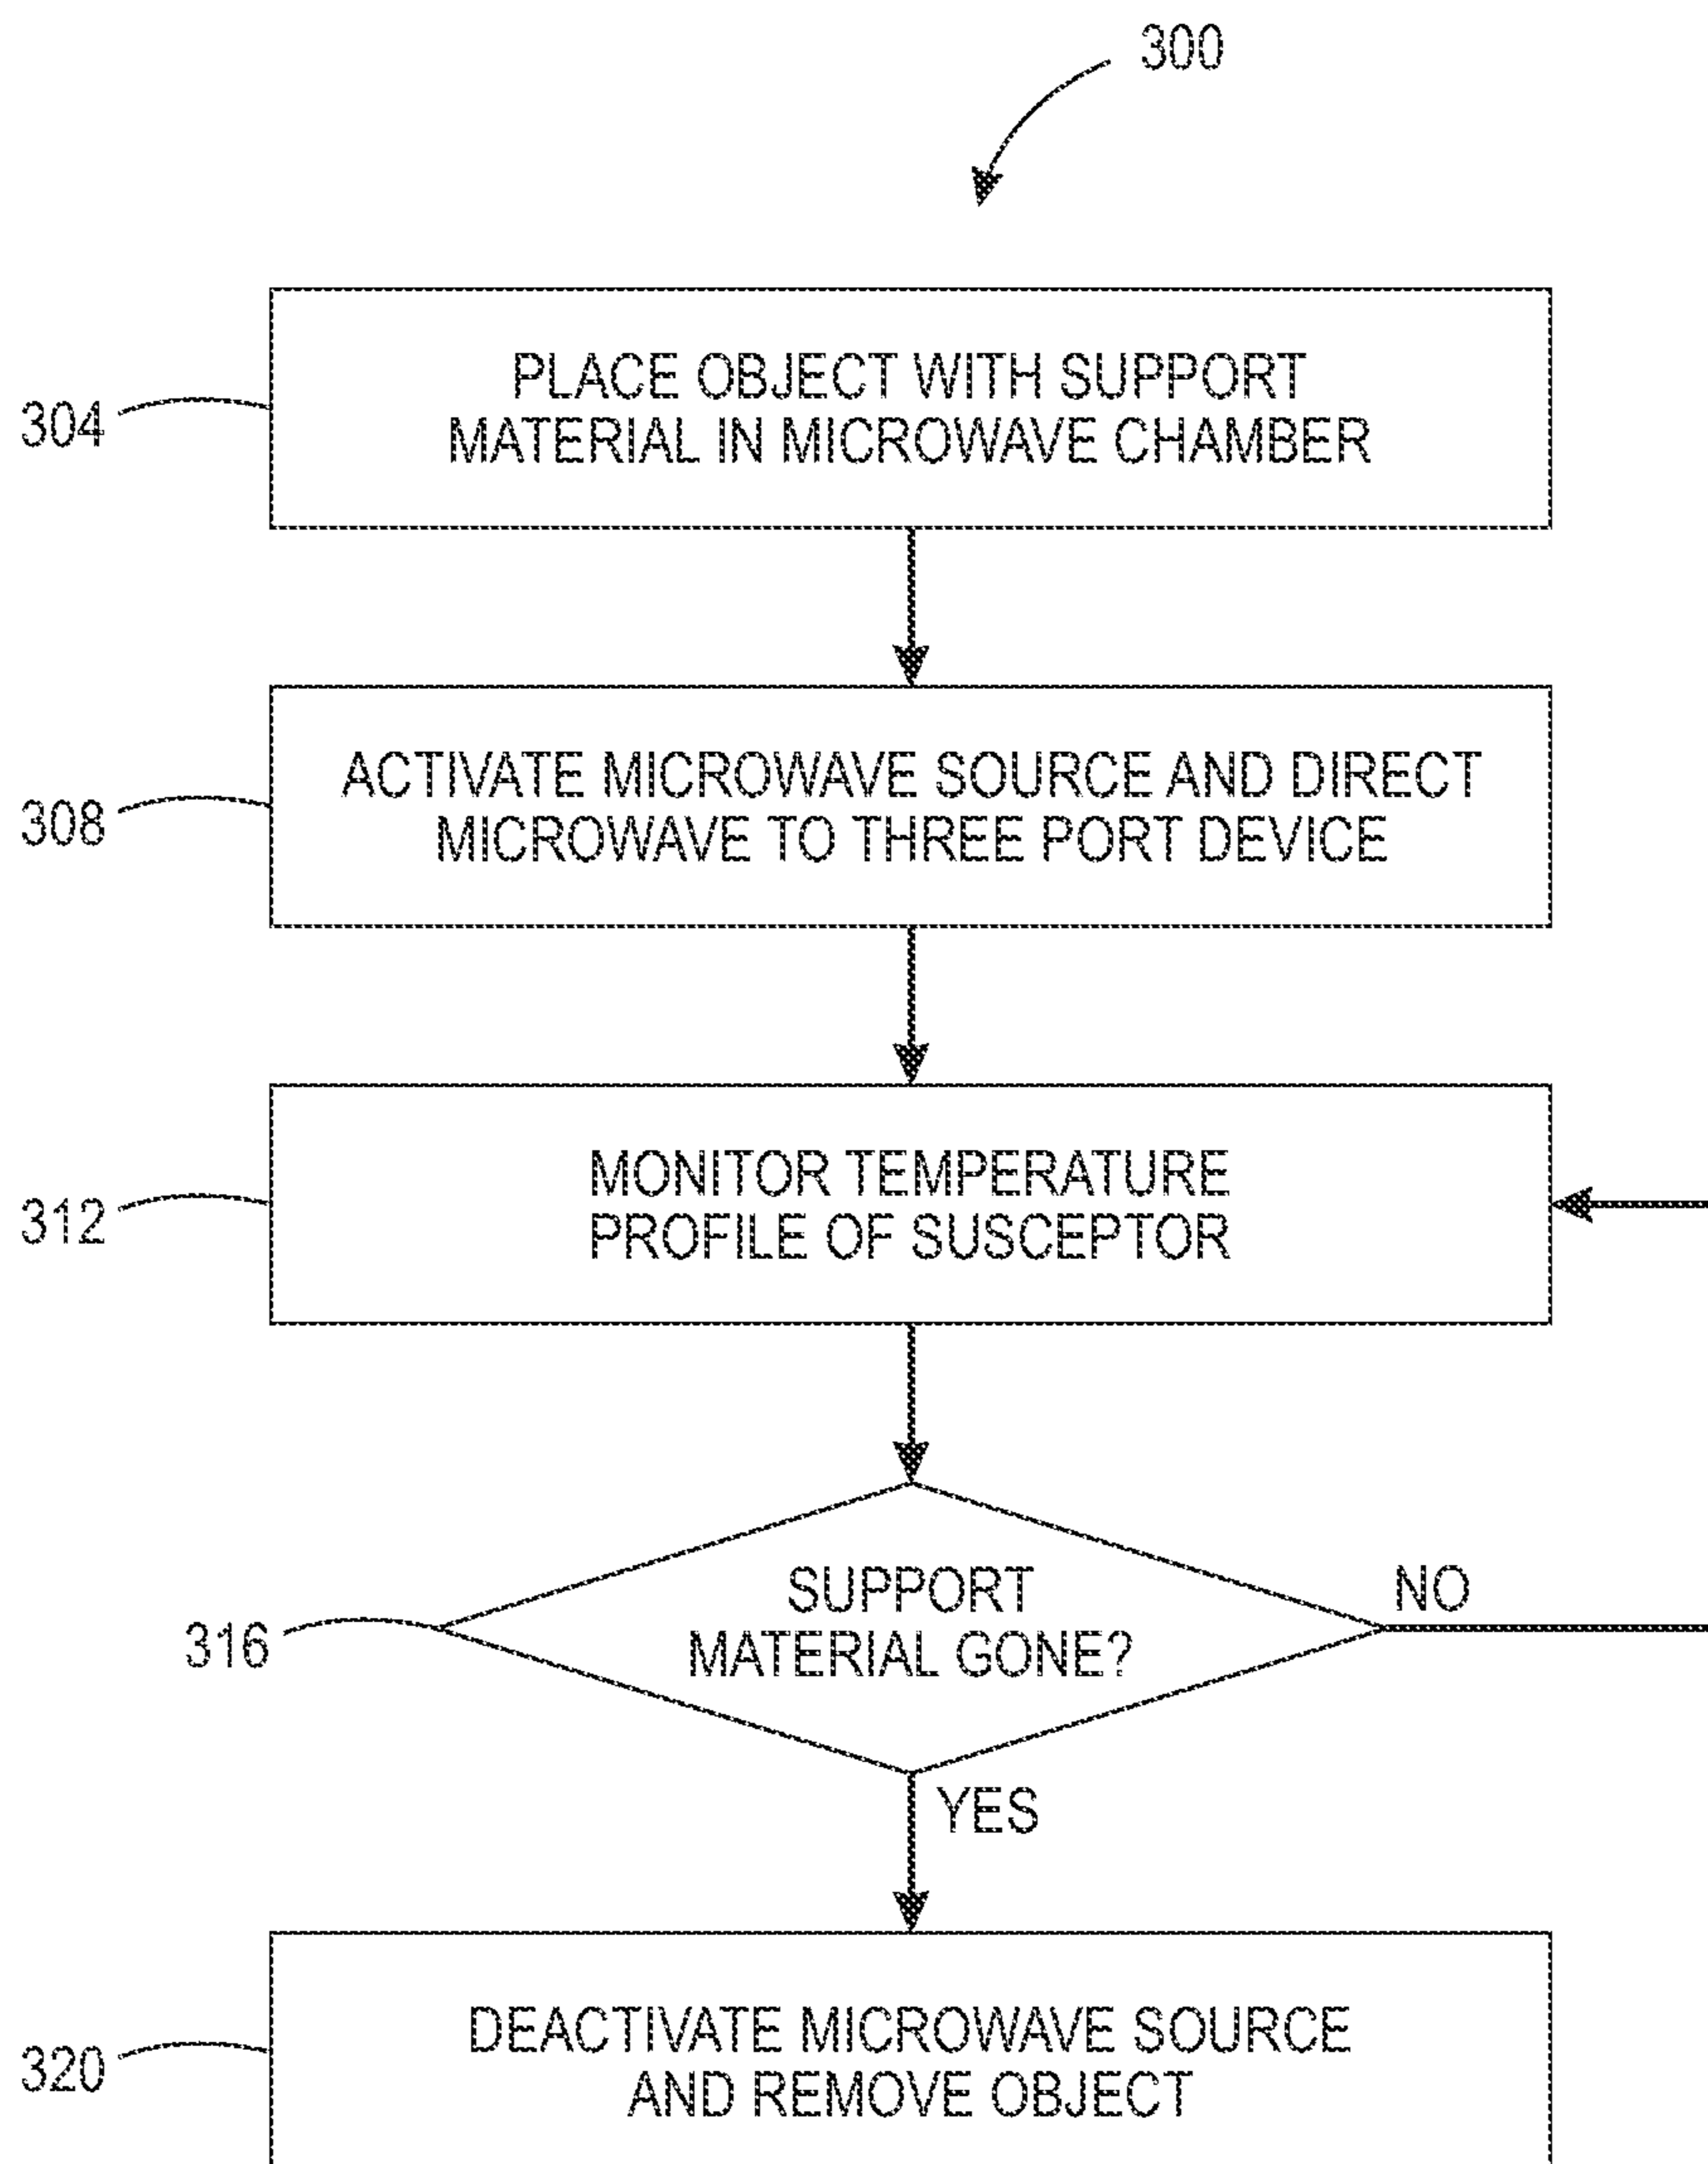 300
PLACE OBJECT WITH SUPPORT
MATERIAL IN MICROWAVE CHAMBER
304
ACTIVATE MICROWAVE SOURCE AND DIRECT
MICROWAVE TO THREE PORT DEVICE
308
MONITOR TEMPERATURE
PROFILE OF SUSCEPTOR
312
SUPPORT
MATERIAL GONE?
NO
316
YES
DEACTIVATE MICROWAVE SOURCE
AND REMOVE OBJECT
320